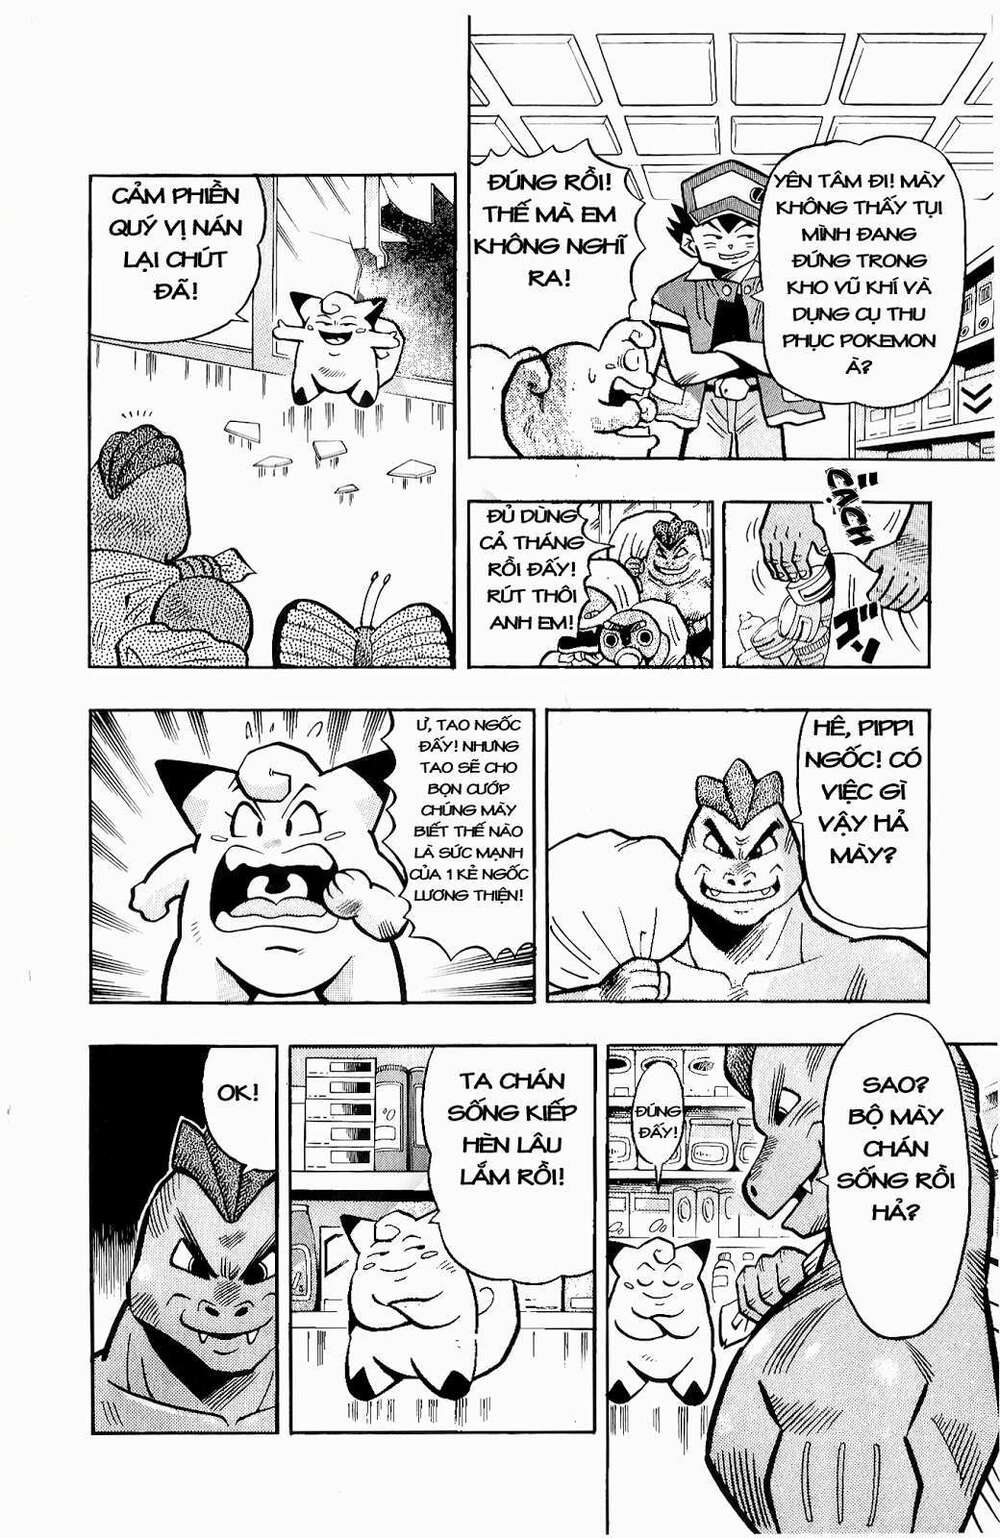 YÊN TÂM ĐI! MÀY
KHÔNG THẤY TỤI
MÌNH ĐANG
ĐỨNG TRONG
KHO VŨ KHÍ VÀ
DỤNG CỤ THU
PHỤC POKEMON
À?
ĐÚNG RỒI!
THẾ MÀ EM
KHÔNG NGHĨ
RA!
CẠCH
ĐỦ DÙNG
CẢ THÁNG
RỒI ĐẤY!
RÚT THÔI
ANH EM!
CẢM PHIỀN
QUÝ VỊ NÁN
LẠI CHÚT
ĐÃ!
HÊ, PIPPI
NGỐC! CÓ
VIỆC GÌ
VẬY HẢ
MÀY?
Ư, TAO NGỐC
ĐẤY! NHƯNG
TAO SẼ CHO
BỌN CƯỚP
CHÚNG MÀY
BIẾT THẾ NÀO
LÀ SỨC MẠNH
CỦA 1 KẺ NGỐC
LƯƠNG THIỆN!
SAO?
BỘ MÀY
CHÁN
SỐNG RỒI
HẢ?
ĐÚNG
ĐẤY!
TA CHÁN
SỐNG KIẾP
HÈN LÂU
LẮM RỒI!
OK!